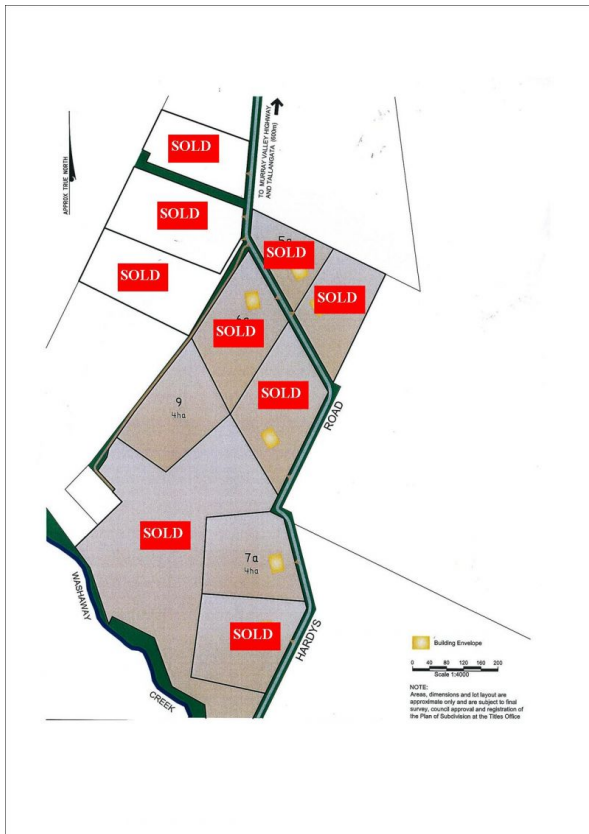 SOLD
TO MURRAY VALLEY HIGHWAY
AND TALLANGATA (600m)
APPROX TRUE NORTH
SOLD
SOLD
SOLD
SOLD
SOLD
SOLD
9
4ha
ROAD
SOLD
7a
4ha
WASHAWAY
CREEK
SOLD
HARDYS
Building Envelope
0 40 80 120 160 200
Scale 1:4000
NOTE:
Areas, dimensions and lot layout are
approximate only and are subject to final
survey, council approval and registration of
the Plan of Subdivision at the Titles Office